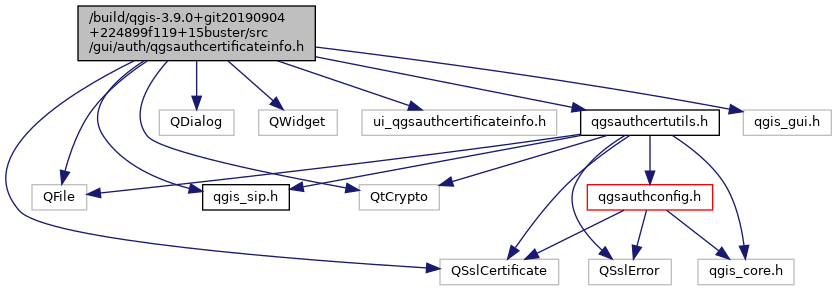 /build/qgis-3.9.0+git20190904
+224899f119+15buster/src
/gui/auth/qgsauthcertificateinfo.h
QDialog
QWidget
ui_qgsauthcertificateinfo.h
qgsauthcertutils.h
qgis_gui.h
QFile
qgis_sip.h
QtCrypto
qgsauthconfig.h
QSslCertificate
QSslError
qgis_core.h